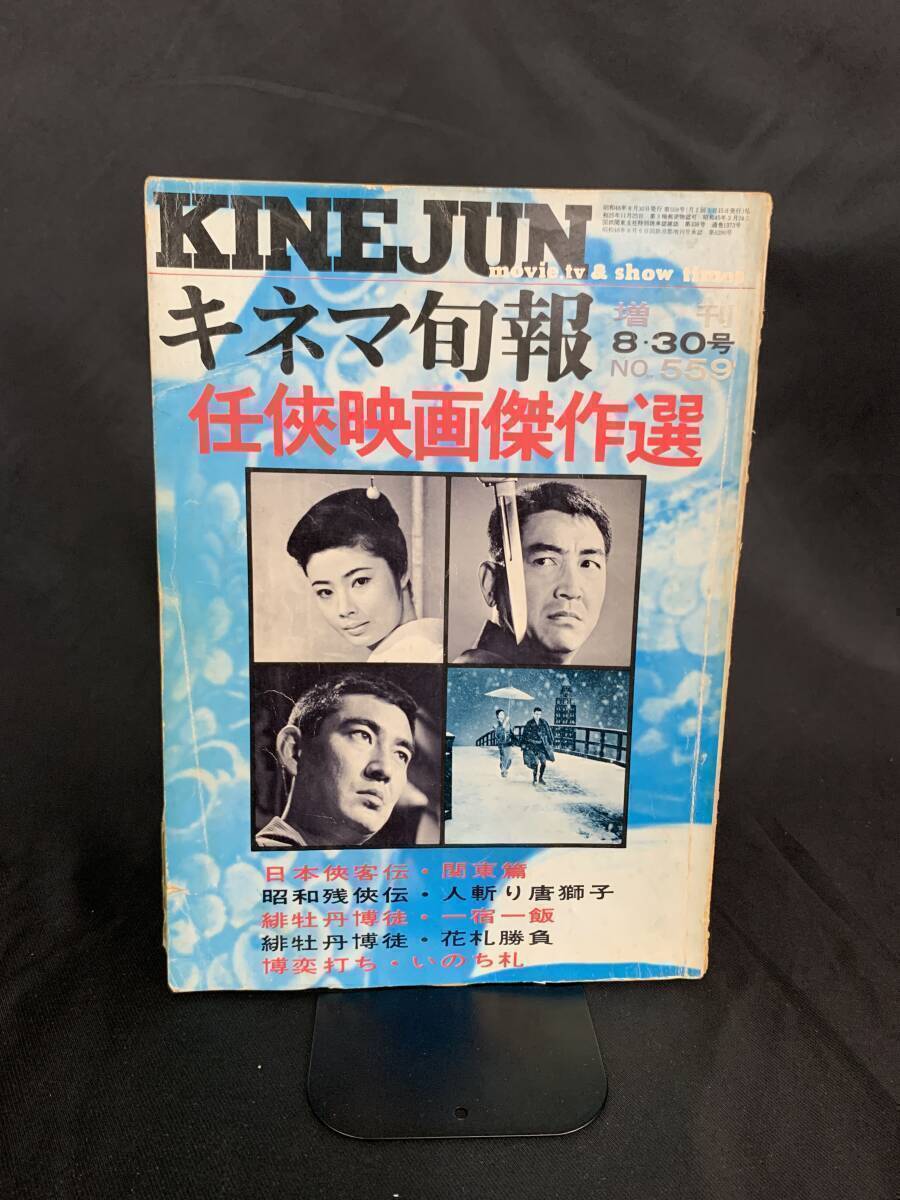 KINEJUN
movie, tv & show times
キネマ旬報
増刊
8・30号
NO. 559
任侠映画傑作選
日本侠客伝・関東篇
昭和残侠伝・人斬り唐獅子
緋牡丹博徒・一宿一飯
緋牡丹博徒・花札勝負
博奕打ち・いのち札